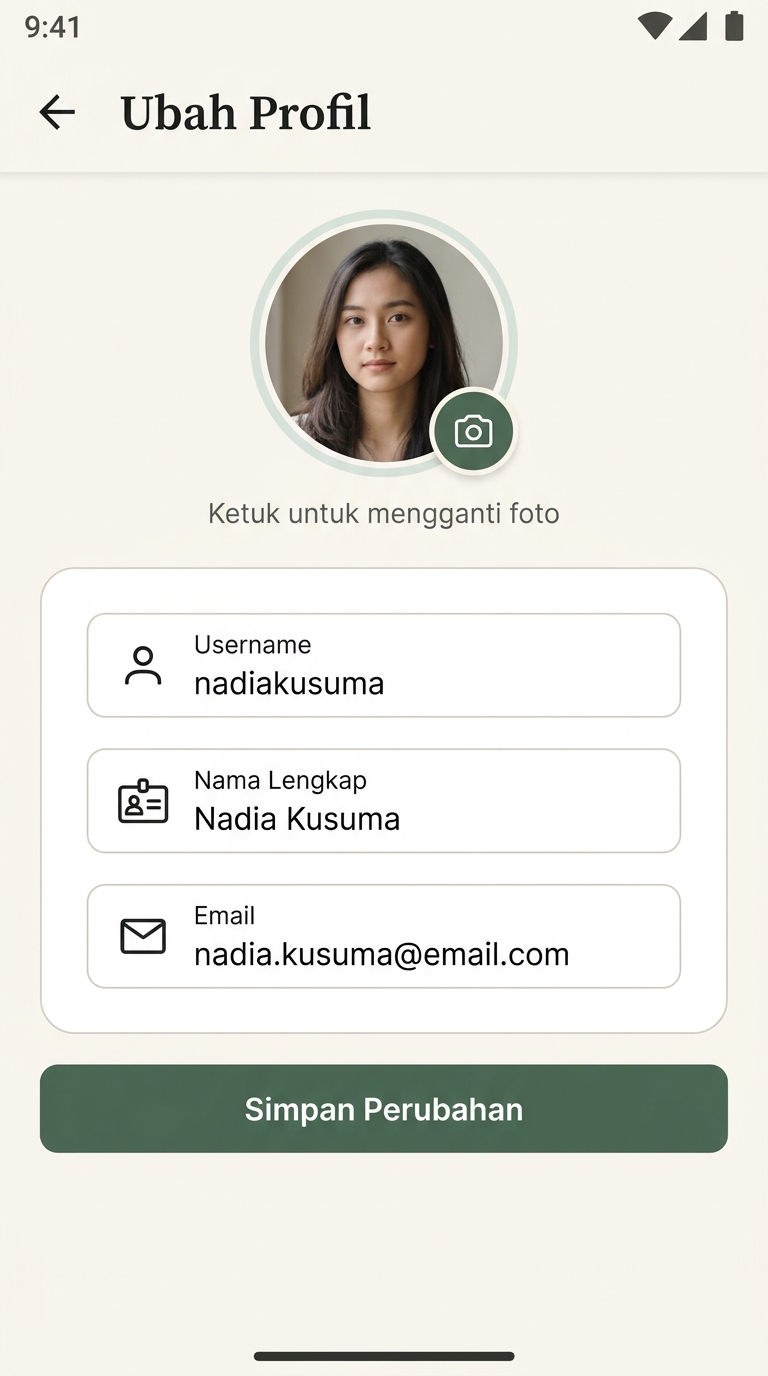 9:41
Ubah Profil
Ketuk untuk mengganti foto
Username
nadiakusuma
Nama Lengkap
Nadia Kusuma
Email
nadia.kusuma@email.com
Simpan Perubahan